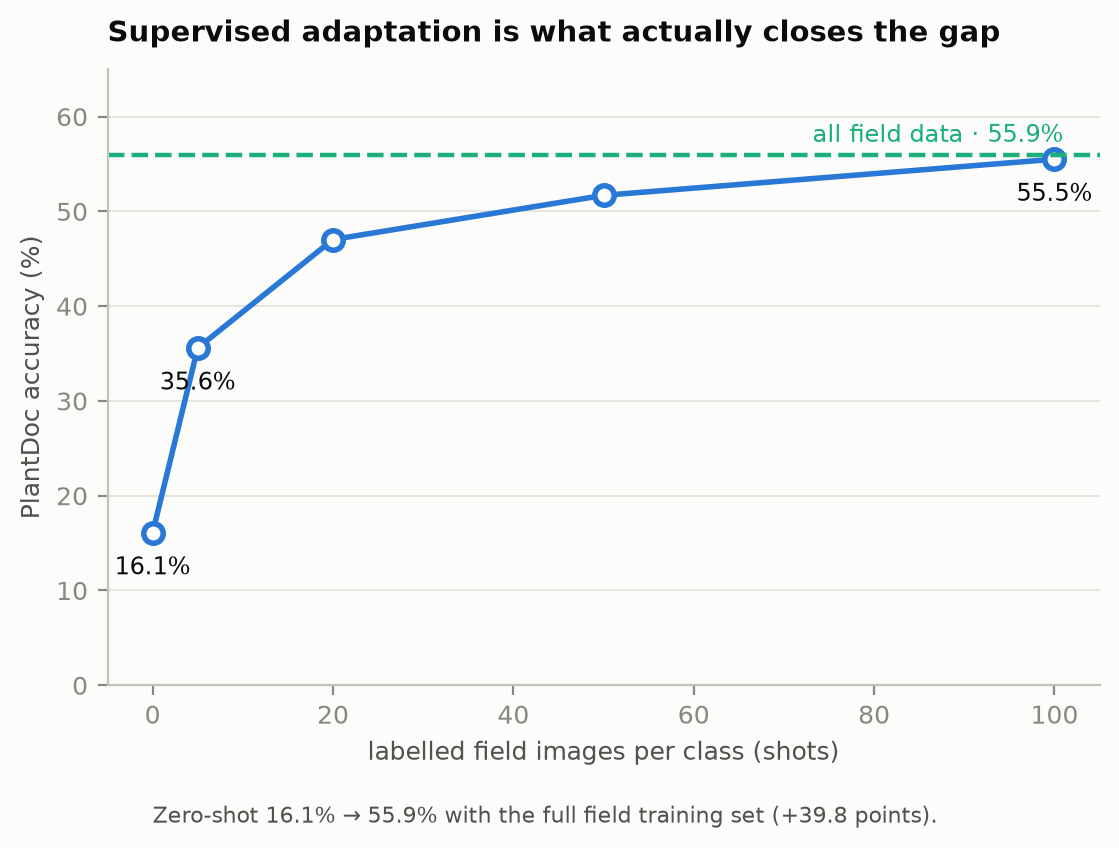 Supervised adaptation is what actually closes the gap
60
50
40
30
20
10
0
PlantDoc accuracy (%)
all field data · 55.9%
55.5%
35.6%
16.1%
0 20 40 60 80 100
labelled field images per class (shots)
Zero-shot 16.1% → 55.9% with the full field training set (+39.8 points).